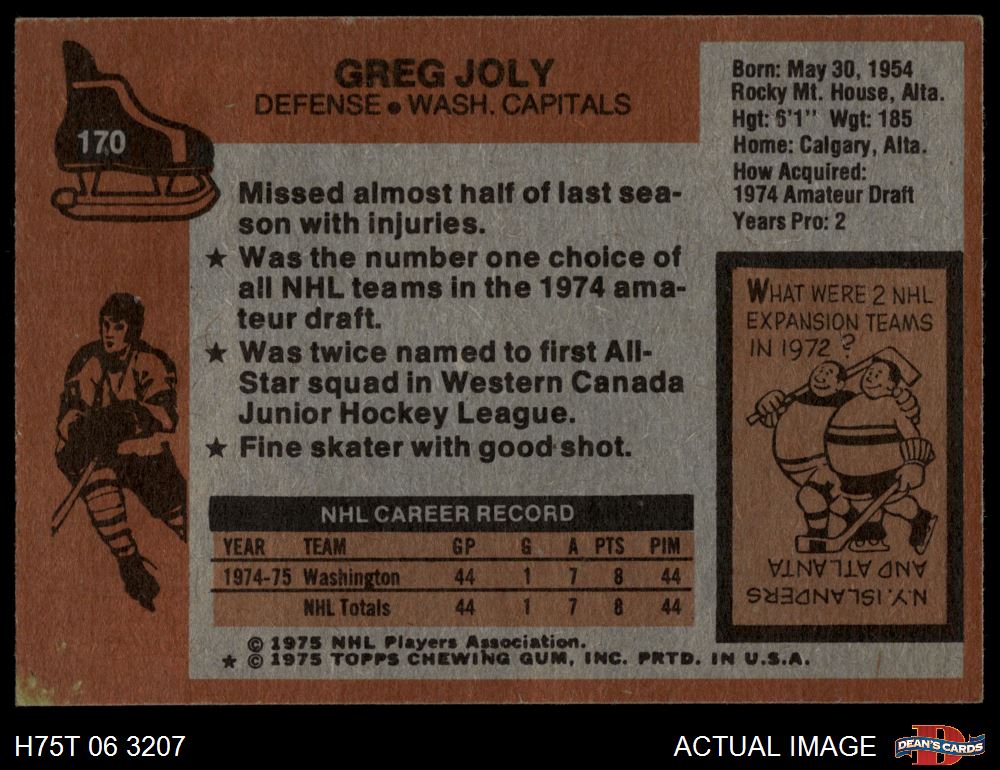 170
GREG JOLY
DEFENSE • WASH. CAPITALS
Born: May 30, 1954
Rocky Mt. House, Alta.
Hgt: 6'1" Wgt: 185
Home: Calgary, Alta.
How Acquired:
1974 Amateur Draft
Years Pro: 2
Missed almost half of last sea-
son with injuries.
★ Was the number one choice of
all NHL teams in the 1974 ama-
teur draft.
★ Was twice named to first All-
Star squad in Western Canada
Junior Hockey League.
★ Fine skater with good shot.
WHAT WERE 2 NHL
EXPANSION TEAMS
IN 1972?
N.Y. ISLANDERS
AND ATLANTA
NHL CAREER RECORD
YEAR TEAM GP G A PTS PIM
1974-75 Washington 44 1 7 8 44
NHL Totals 44 1 7 8 44
© 1975 NHL Players Association.
★ © 1975 TOPPS CHEWING GUM, INC. PRTD. IN U.S.A.
H75T 06 3207
ACTUAL IMAGE
D
DEAN'S CARDS